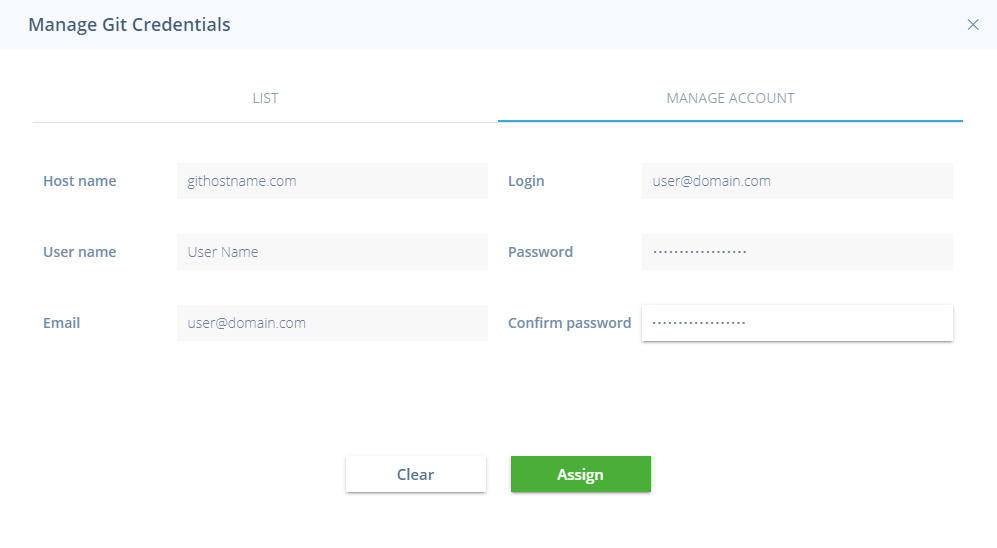 Manage Git Credentials
LIST
MANAGE ACCOUNT
Host name
githostname.com
Login
user@domain.com
User name
User Name
Password
••••••••••••••••••
Email
user@domain.com
Confirm password
••••••••••••••••••
Clear
Assign